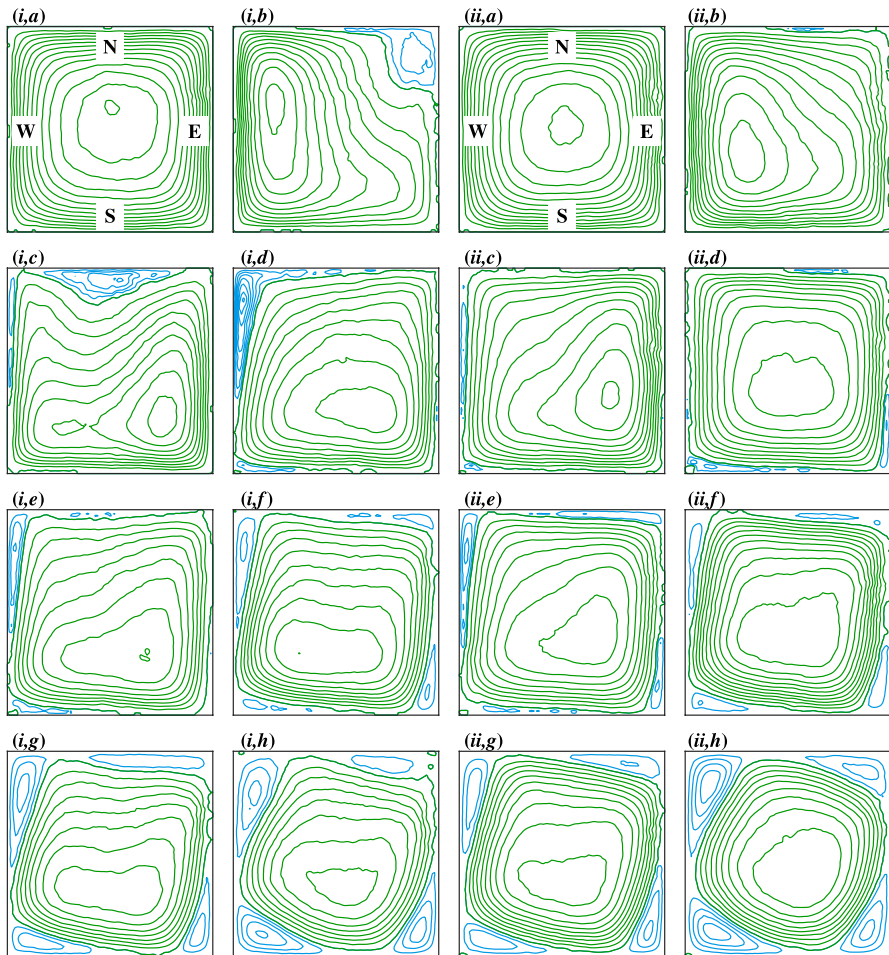 (i,a) (i,b) (ii,a) (ii,b)
N N
W E W E
S S
(i,c) (i,d) (ii,c) (ii,d)
(i,e) (i,f) (ii,e) (ii,f)
(i,g) (i,h) (ii,g) (ii,h)